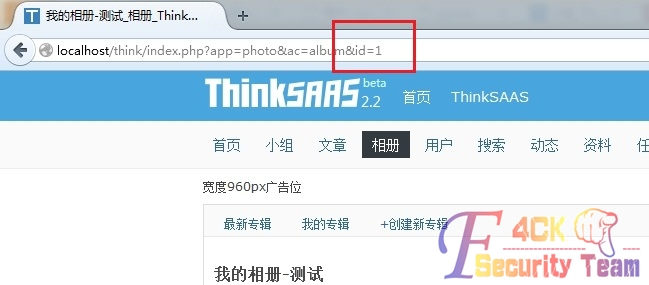 我的相册-测试_相册_Think...
localhost/think/index.php?app=photo&ac=album&id=1
ThinkSAAS beta 2.2 首页 ThinkSAAS
首页 小组 文章 相册 用户 搜索 动态 资料 任
宽度960px广告位
最新专辑 我的专辑 +创建新专辑
F4CK
Security Team
我的相册-测试